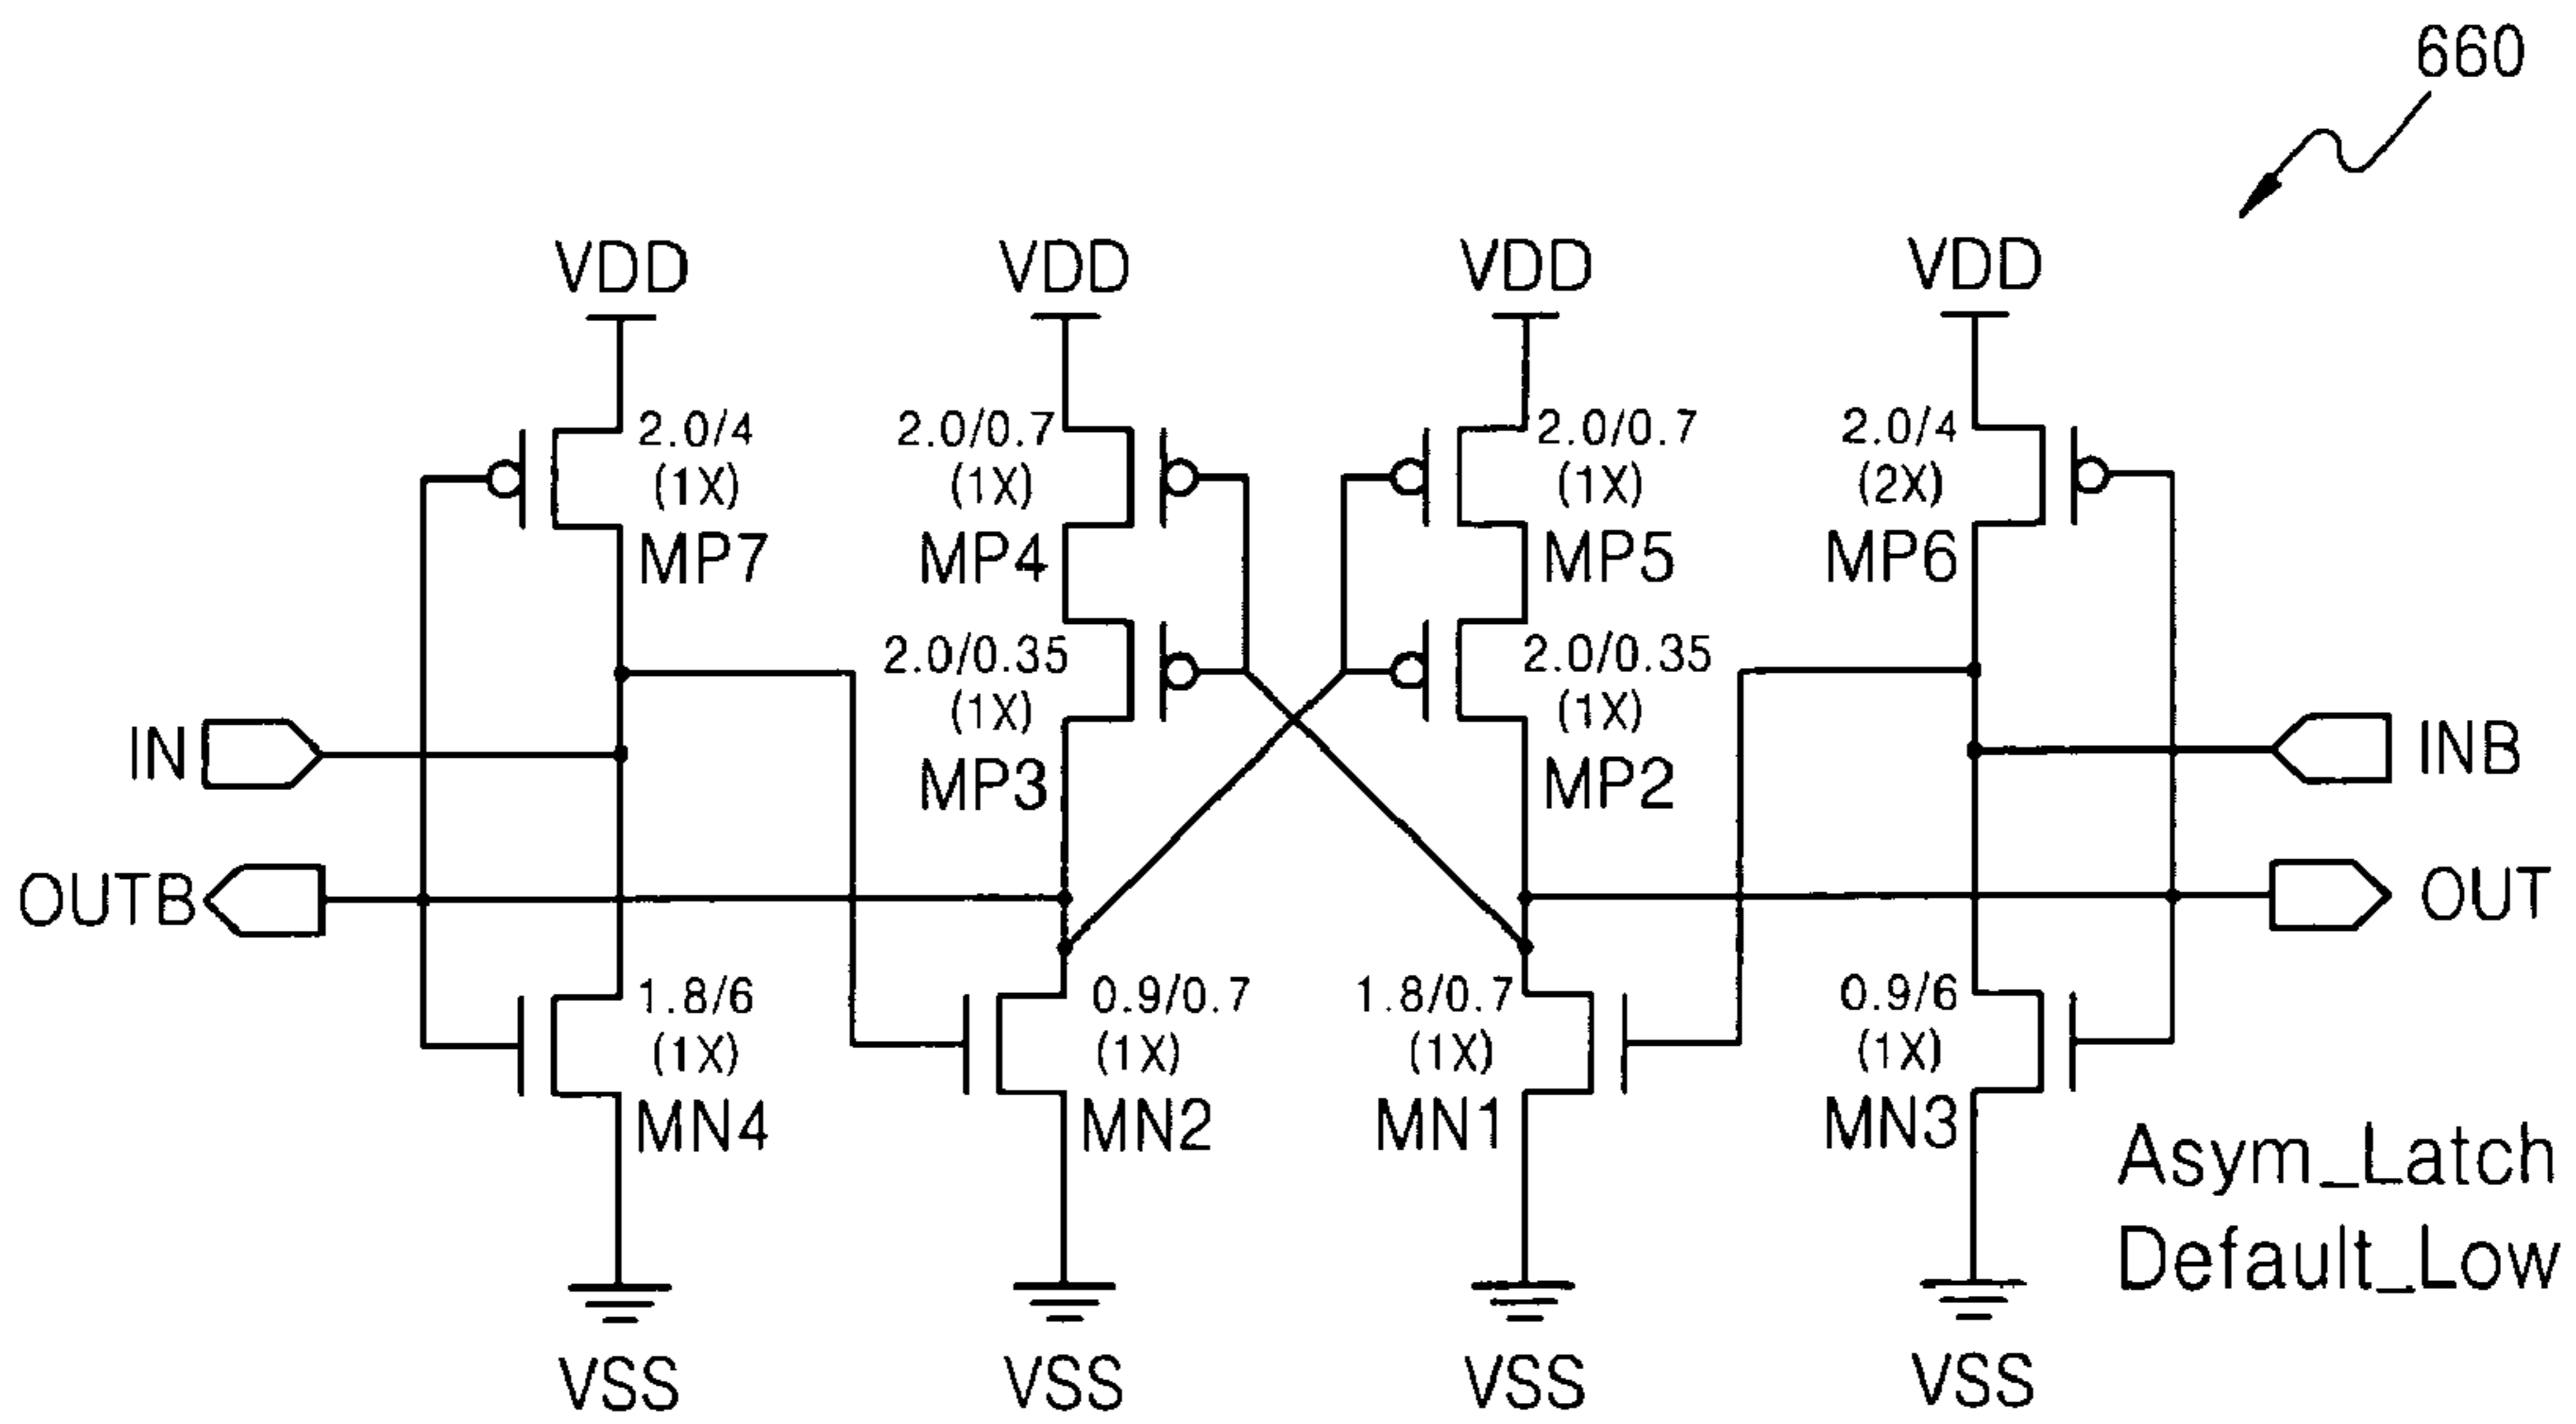 660
VDD VDD VDD VDD
2.0/4 2.0/0.7 2.0/0.7 2.0/4
(1X) (1X) (1X) (2X)
MP7 MP4 MP5 MP6
2.0/0.35 2.0/0.35
(1X) (1X)
IN MP3 MP2 INB
OUTB OUT
1.8/6 0.9/0.7 1.8/0.7 0.9/6
(1X) (1X) (1X) (1X)
MN4 MN2 MN1 MN3
Asym_Latch
Default_Low
VSS VSS VSS VSS